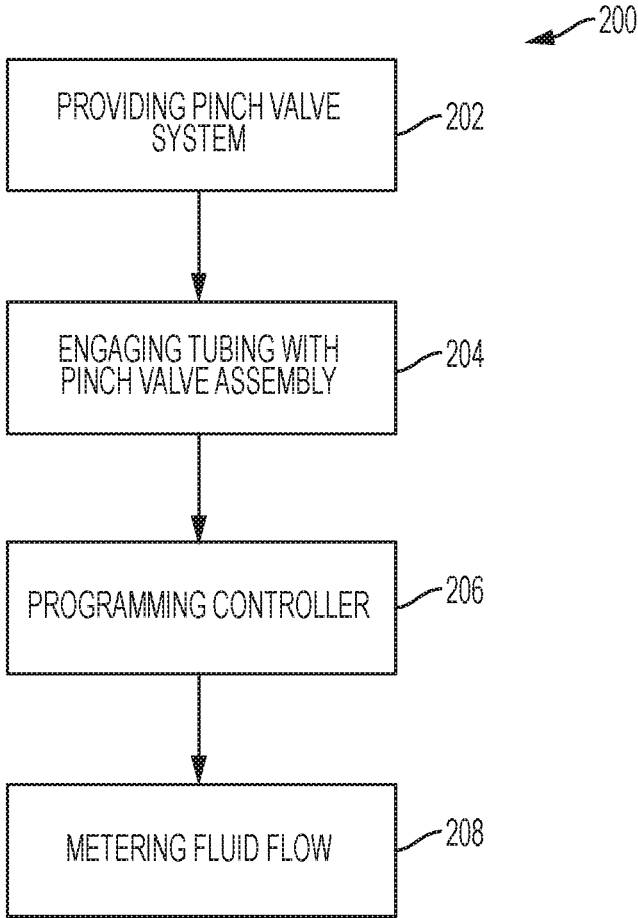 200
PROVIDING PINCH VALVE
SYSTEM
202
ENGAGING TUBING WITH
PINCH VALVE ASSEMBLY
204
PROGRAMMING CONTROLLER
206
METERING FLUID FLOW
208